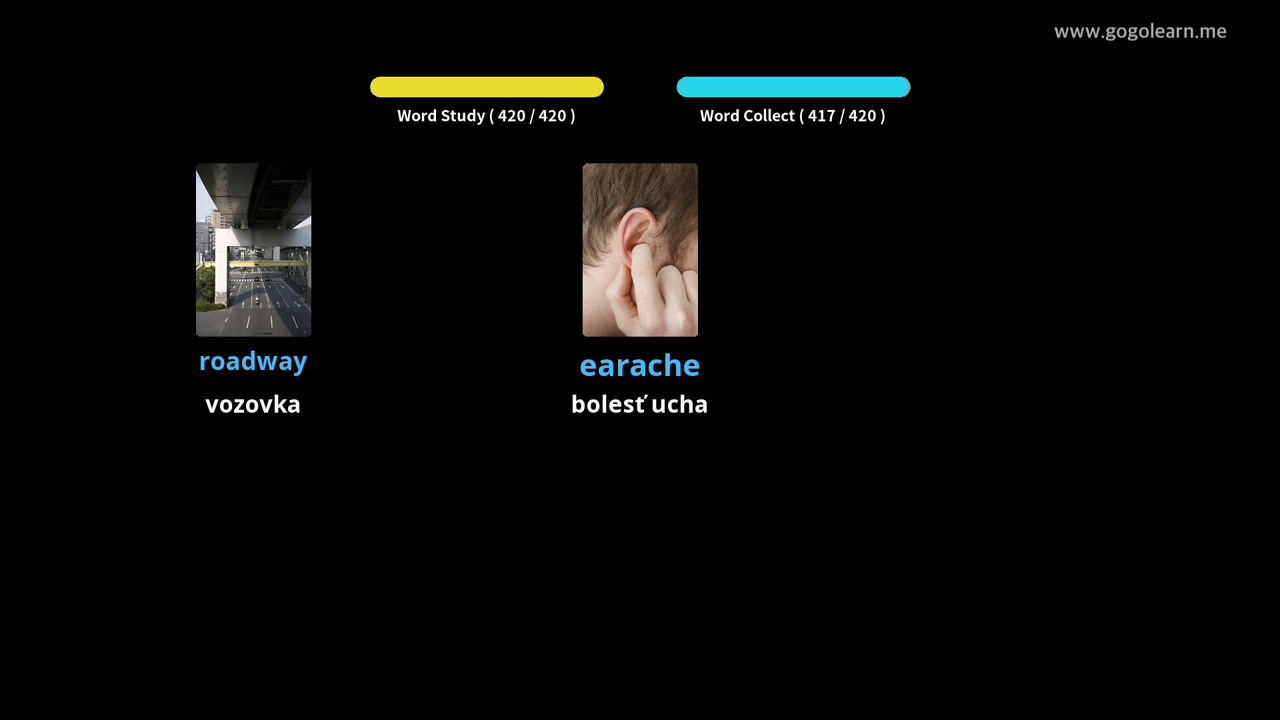 www.gogolearn.me
Word Study ( 420 / 420 )
Word Collect ( 417 / 420 )
roadway
vozovka
earache
bolesť ucha